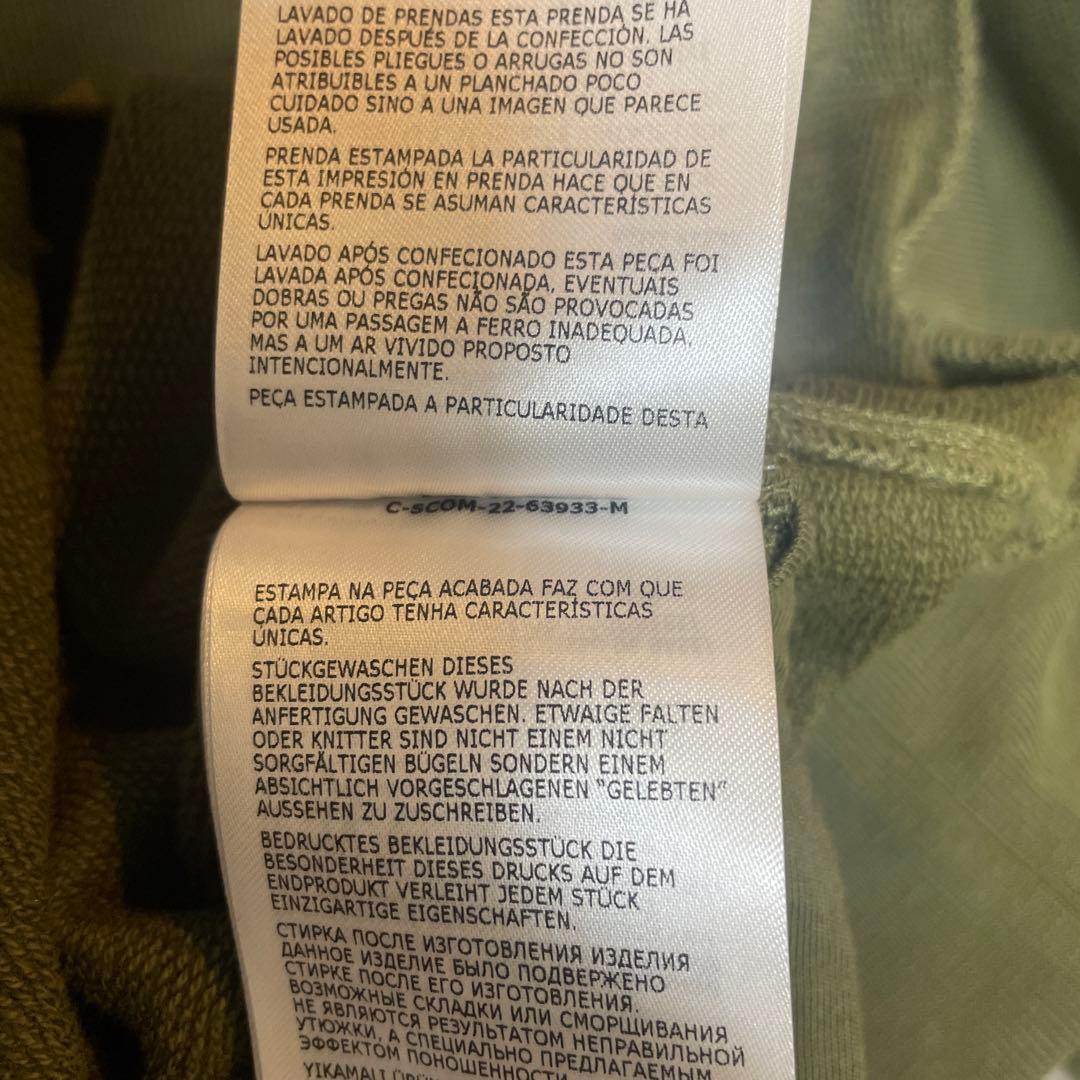 LAVADO DE PRENDAS ESTA PRENDA SE HA
LAVADO DESPUÉS DE LA CONFECCIÓN. LAS
POSIBLES PLIEGUES O ARRUGAS NO SON
ATRIBUIBLES A UN PLANCHADO POCO
CUIDADO SINO A UNA IMAGEN QUE PARECE
USADA.
PRENDA ESTAMPADA LA PARTICULARIDAD DE
ESTA IMPRESIÓN EN PRENDA HACE QUE EN
CADA PRENDA SE ASUMAN CARACTERÍSTICAS
ÚNICAS.
LAVADO APÓS CONFECIONADO ESTA PEÇA FOI
LAVADA APÓS CONFECIONADA, EVENTUAIS
DOBRAS OU PREGAS NÃO SÃO PROVOCADAS
POR UMA PASSAGEM A FERRO INADEQUADA,
MAS A UM AR VIVIDO PROPOSTO
INTENCIONALMENTE.
PEÇA ESTAMPADA A PARTICULARIDADE DESTA
C-SCOM-22-63933-M
ESTAMPA NA PEÇA ACABADA FAZ COM QUE
CADA ARTIGO TENHA CARACTERÍSTICAS
ÚNICAS.
STÜCKGEWASCHEN DIESES
BEKLEIDUNGSSTÜCK WURDE NACH DER
ANFERTIGUNG GEWASCHEN. ETWAIGE FALTEN
ODER KNITTER SIND NICHT EINEM NICHT
SORGFÄLTIGEN BÜGELN SONDERN EINEM
ABSICHTLICH VORGESCHLAGENEN "GELEBTEN"
AUSSEHEN ZU ZUSCHREIBEN.
BEDRUCKTES BEKLEIDUNGSSTÜCK DIE
BESONDERHEIT DIESES DRUCKS AUF DEM
ENDPRODUKT VERLEIHT JEDEM STÜCK
EINZIGARTIGE EIGENSCHAFTEN.
СТИРКА ПОСЛЕ ИЗГОТОВЛЕНИЯ ИЗДЕЛИЯ
ДАННОЕ ИЗДЕЛИЕ БЫЛО ПОДВЕРЖЕНО
СТИРКЕ ПОСЛЕ ЕГО ИЗГОТОВЛЕНИЯ.
ВОЗМОЖНЫЕ СКЛАДКИ ИЛИ СМОРЩИВАНИЯ
НЕ ЯВЛЯЮТСЯ РЕЗУЛЬТАТОМ НЕПРАВИЛЬНОЙ
УТЮЖКИ, А СПЕЦИАЛЬНО ПРЕДЛАГАЕМЫМ
ЭФФЕКТОМ ПОНОШЕННОСТИ
YIKAMALI